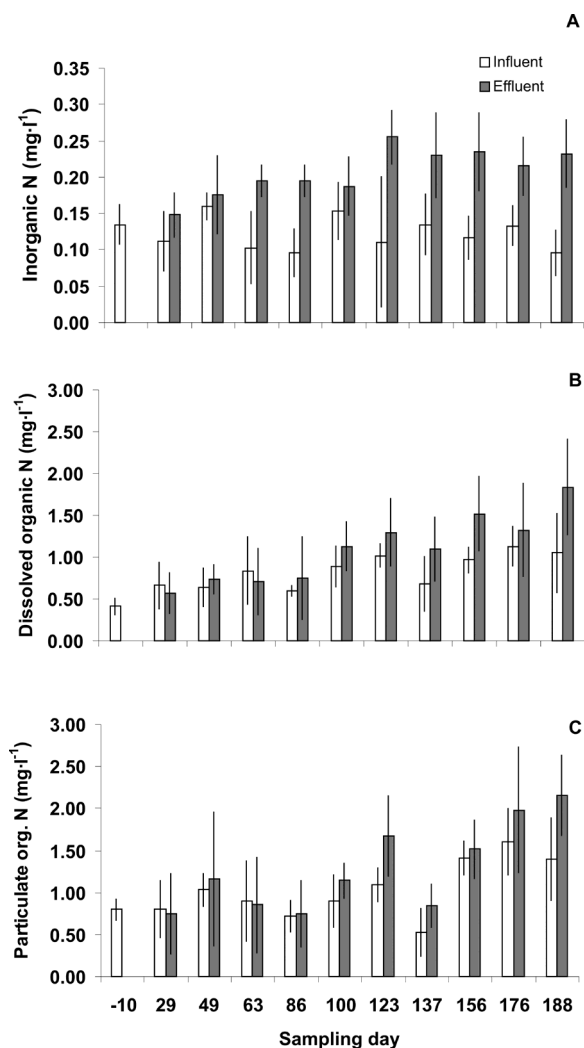 A
Influent
Effluent
Inorganic N (mg·l⁻¹)
0.35
0.30
0.25
0.20
0.15
0.10
0.05
0.00
B
Dissolved organic N (mg·l⁻¹)
3.00
2.50
2.00
1.50
1.00
0.50
0.00
C
Particulate org. N (mg·l⁻¹)
3.00
2.50
2.00
1.50
1.00
0.50
0.00
-10 29 49 63 86 100 123 137 156 176 188
Sampling day